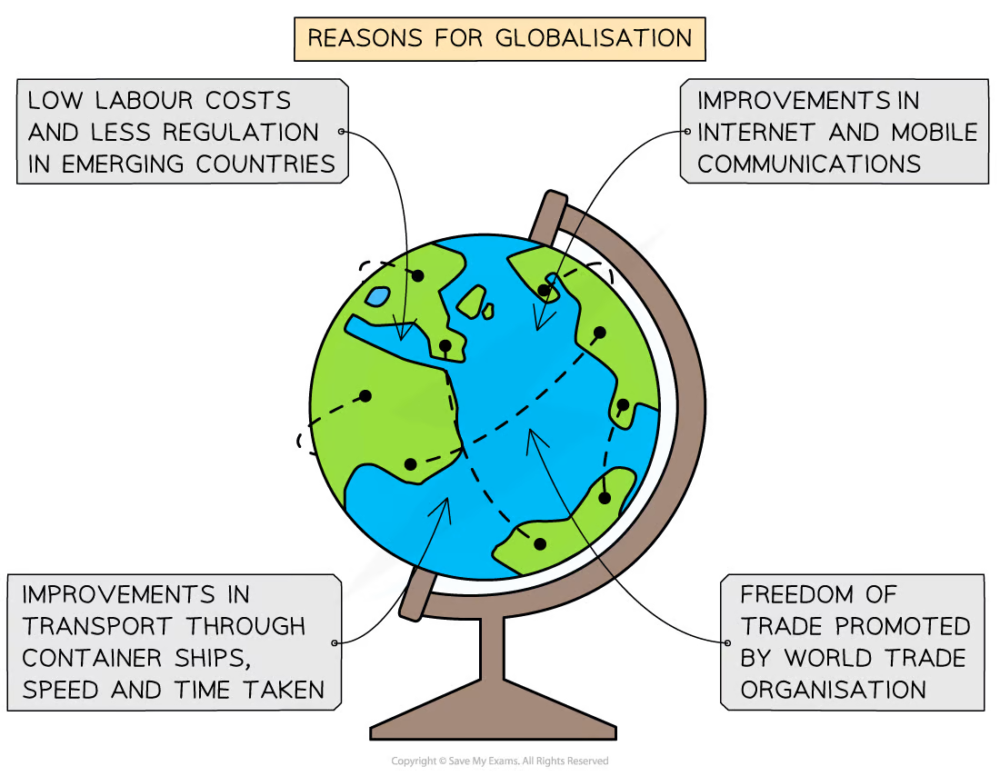 REASONS FOR GLOBALISATION
LOW LABOUR COSTS
AND LESS REGULATION
IN EMERGING COUNTRIES
IMPROVEMENTS IN
INTERNET AND MOBILE
COMMUNICATIONS
IMPROVEMENTS IN
TRANSPORT THROUGH
CONTAINER SHIPS,
SPEED AND TIME TAKEN
FREEDOM OF
TRADE PROMOTED
BY WORLD TRADE
ORGANISATION
Copyright © Save My Exams. All Rights Reserved